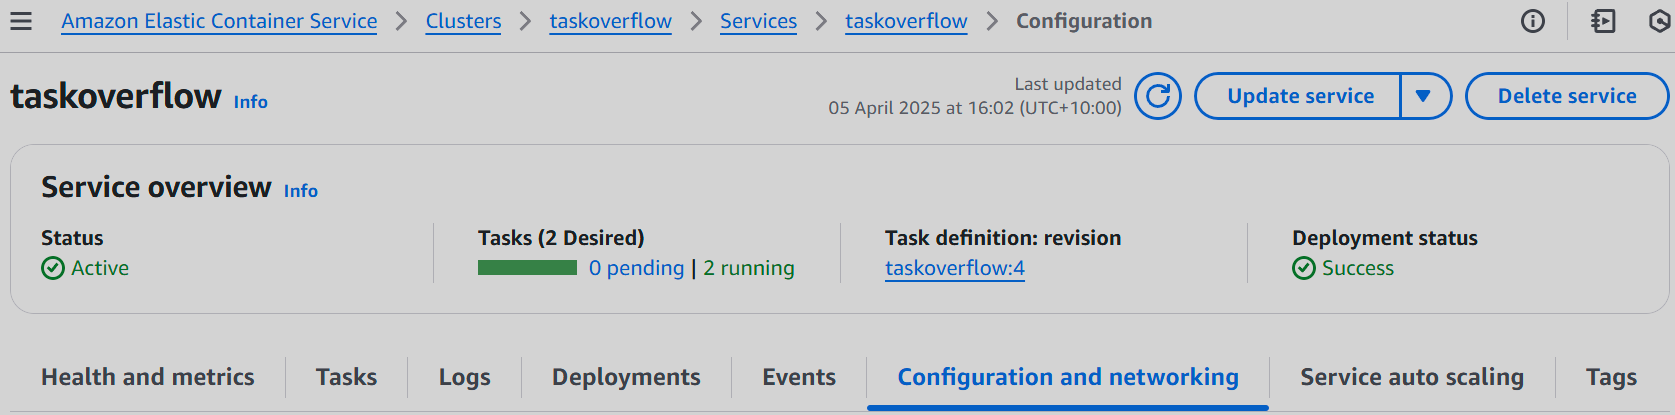 Amazon Elastic Container Service > Clusters > taskoverflow > Services > taskoverflow > Configuration
taskoverflow Info
Last updated
05 April 2025 at 16:02 (UTC+10:00)
Update service
Delete service
Service overview Info
Status
Active
Tasks (2 Desired)
0 pending | 2 running
Task definition: revision
taskoverflow:4
Deployment status
Success
Health and metrics
Tasks
Logs
Deployments
Events
Configuration and networking
Service auto scaling
Tags